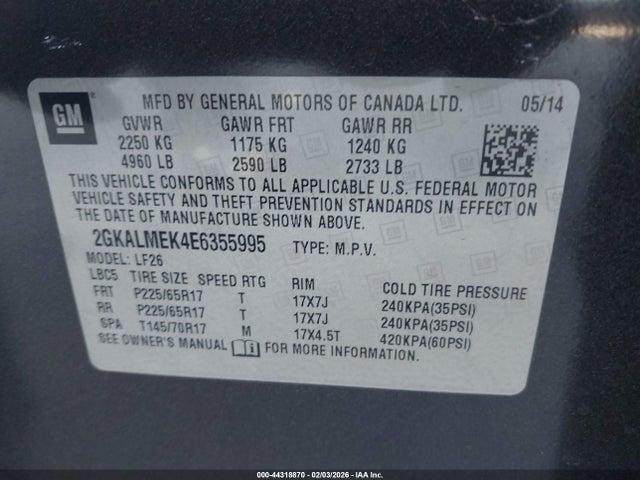 GM
MFD BY GENERAL MOTORS OF CANADA LTD. 05/14
GVWR GAWR FRT GAWR RR
2250 KG 1175 KG 1240 KG
4960 LB 2590 LB 2733 LB
THIS VEHICLE CONFORMS TO ALL APPLICABLE U.S. FEDERAL MOTOR
VEHICLE SAFETY AND THEFT PREVENTION STANDARDS IN EFFECT ON
THE DATE OF MANUFACTURE SHOWN ABOVE.
2GKALMEK4E6355995 TYPE: M.P.V.
MODEL: LF26
LBC5 TIRE SIZE SPEED RTG RIM COLD TIRE PRESSURE
FRT P225/65R17 T 17X7J 240KPA(35PSI)
RR P225/65R17 T 17X7J 240KPA(35PSI)
SPA T145/70R17 M 17X4.5T 420KPA(60PSI)
SEE OWNER'S MANUAL FOR MORE INFORMATION.
000-44318870 - 02/03/2026 - IAA Inc.